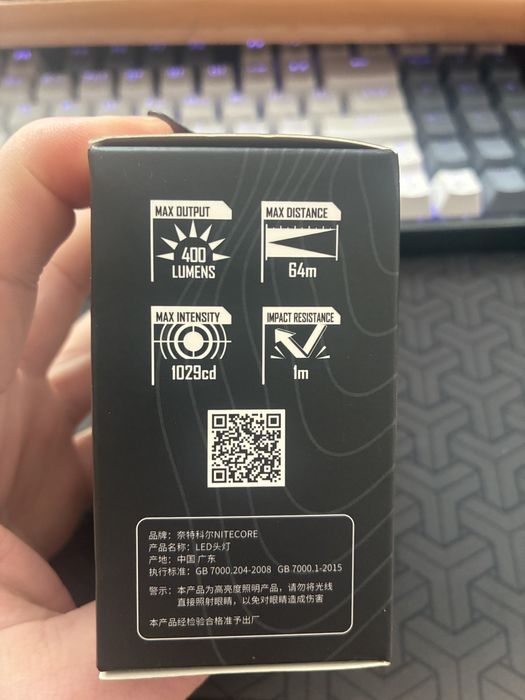 MAX OUTPUT
400
LUMENS
MAX DISTANCE
64m
MAX INTENSITY
1029cd
IMPACT RESISTANCE
1m
品牌：奈特科尔NITECORE
产品名称：LED头灯
产地：中国 广东
执行标准：GB 7000.204-2008 GB 7000.1-2015
警示：本产品为高亮度照明产品，请勿将光线
直接照射眼睛，以免对眼睛造成伤害
本产品经检验合格准予出厂